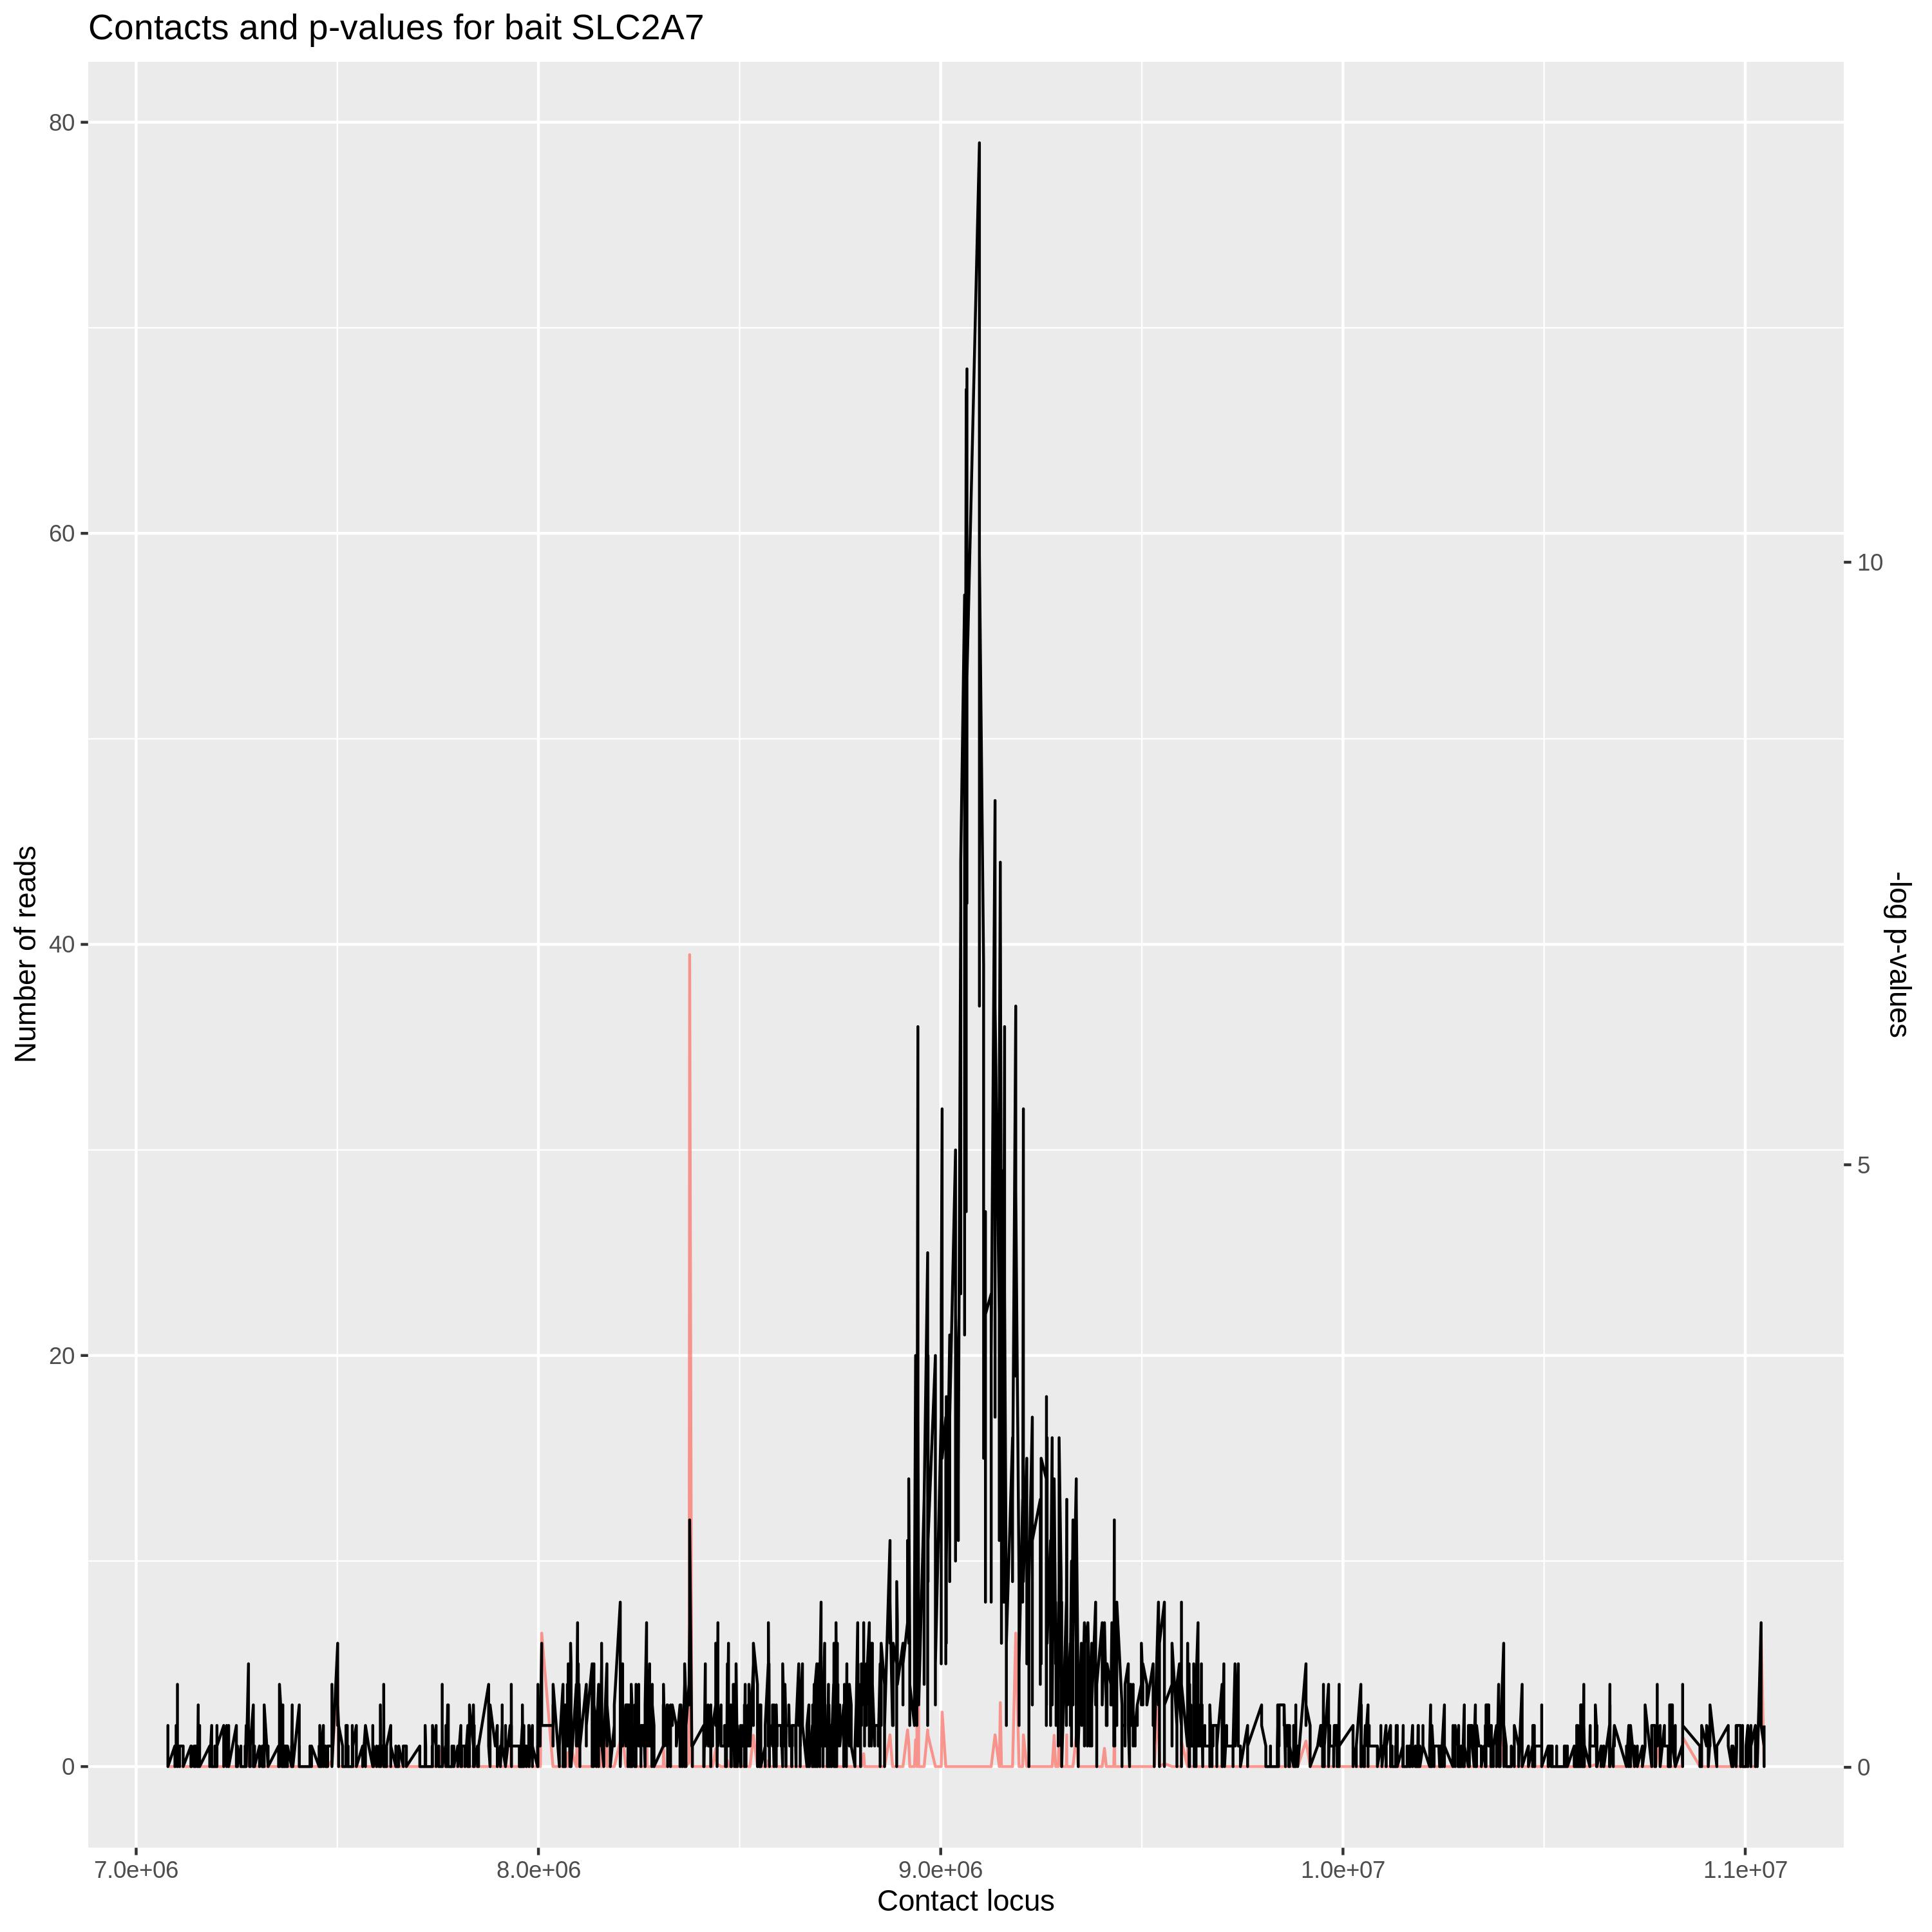 Contacts and p-values for bait SLC2A7
80
60
40
20
0
10
5
0
Number of reads
-log p-values
7.0e+06 8.0e+06 9.0e+06 1.0e+07 1.1e+07
Contact locus